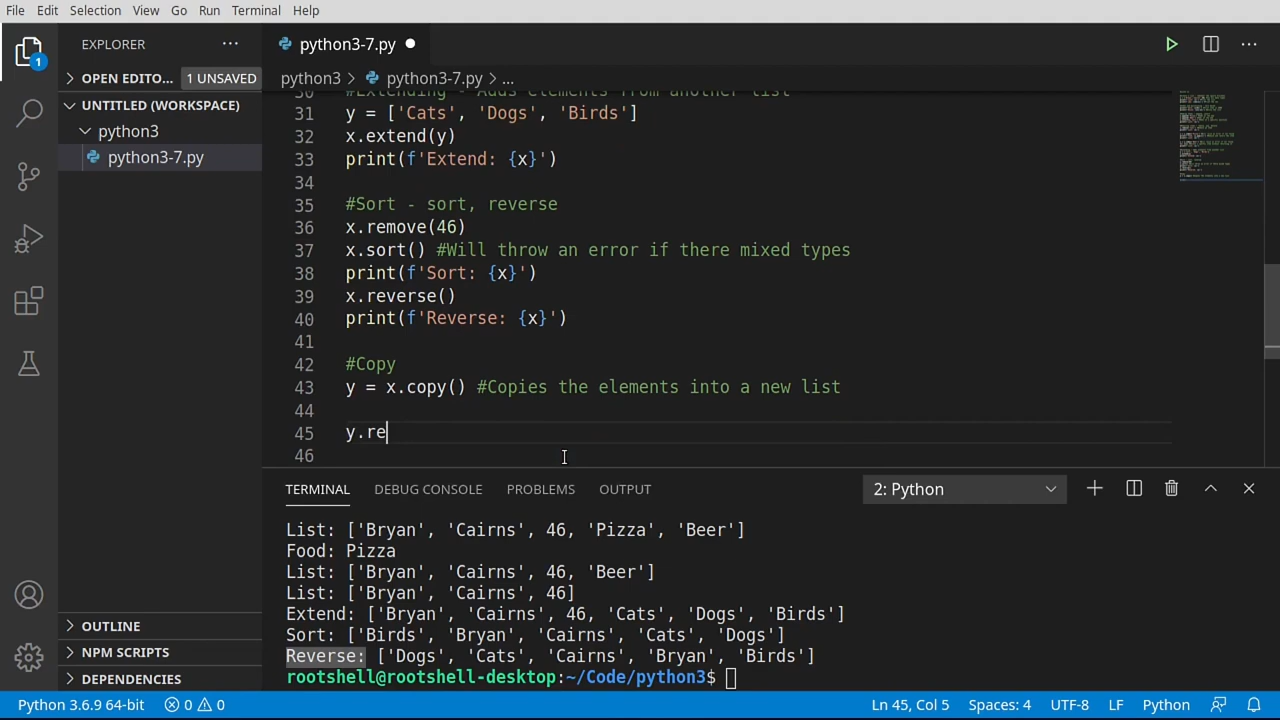 File Edit Selection View Go Run Terminal Help
1
EXPLORER
OPEN EDITO... 1 UNSAVED
UNTITLED (WORKSPACE)
python3
python3-7.py
python3-7.py
python3 > python3-7.py > ...
30 #Extending - Adds elements from another list
31 y = ['Cats', 'Dogs', 'Birds']
32 x.extend(y)
33 print(f'Extend: {x}')
34
35 #Sort - sort, reverse
36 x.remove(46)
37 x.sort() #Will throw an error if there mixed types
38 print(f'Sort: {x}')
39 x.reverse()
40 print(f'Reverse: {x}')
41
42 #Copy
43 y = x.copy() #Copies the elements into a new list
44
45 y.re
46
TERMINAL DEBUG CONSOLE PROBLEMS OUTPUT 2: Python
List: ['Bryan', 'Cairns', 46, 'Pizza', 'Beer']
Food: Pizza
List: ['Bryan', 'Cairns', 46, 'Beer']
List: ['Bryan', 'Cairns', 46]
Extend: ['Bryan', 'Cairns', 46, 'Cats', 'Dogs', 'Birds']
Sort: ['Birds', 'Bryan', 'Cairns', 'Cats', 'Dogs']
Reverse: ['Dogs', 'Cats', 'Cairns', 'Bryan', 'Birds']
rootshell@rootshell-desktop:~/Code/python3$
OUTLINE
NPM SCRIPTS
DEPENDENCIES
Python 3.6.9 64-bit 0 0 Ln 45, Col 5 Spaces: 4 UTF-8 LF Python